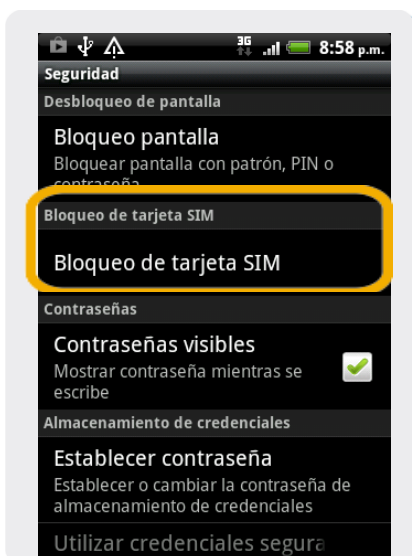 3G 8:58 p.m.
Seguridad
Desbloqueo de pantalla
Bloqueo pantalla
Bloquear pantalla con patrón, PIN o
contraseña
Bloqueo de tarjeta SIM
Bloqueo de tarjeta SIM
Contraseñas
Contraseñas visibles
Mostrar contraseña mientras se
escribe
Almacenamiento de credenciales
Establecer contraseña
Establecer o cambiar la contraseña de
almacenamiento de credenciales
Utilizar credenciales segura